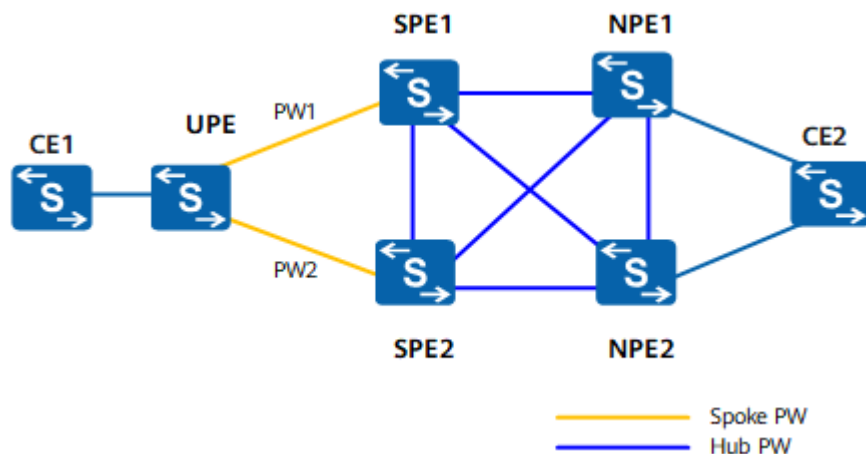 SPE1
NPE1
PW1
UPE
CE1
CE2
S
S
S
S
S
S
S
PW2
SPE2
NPE2
Spoke PW
Hub PW